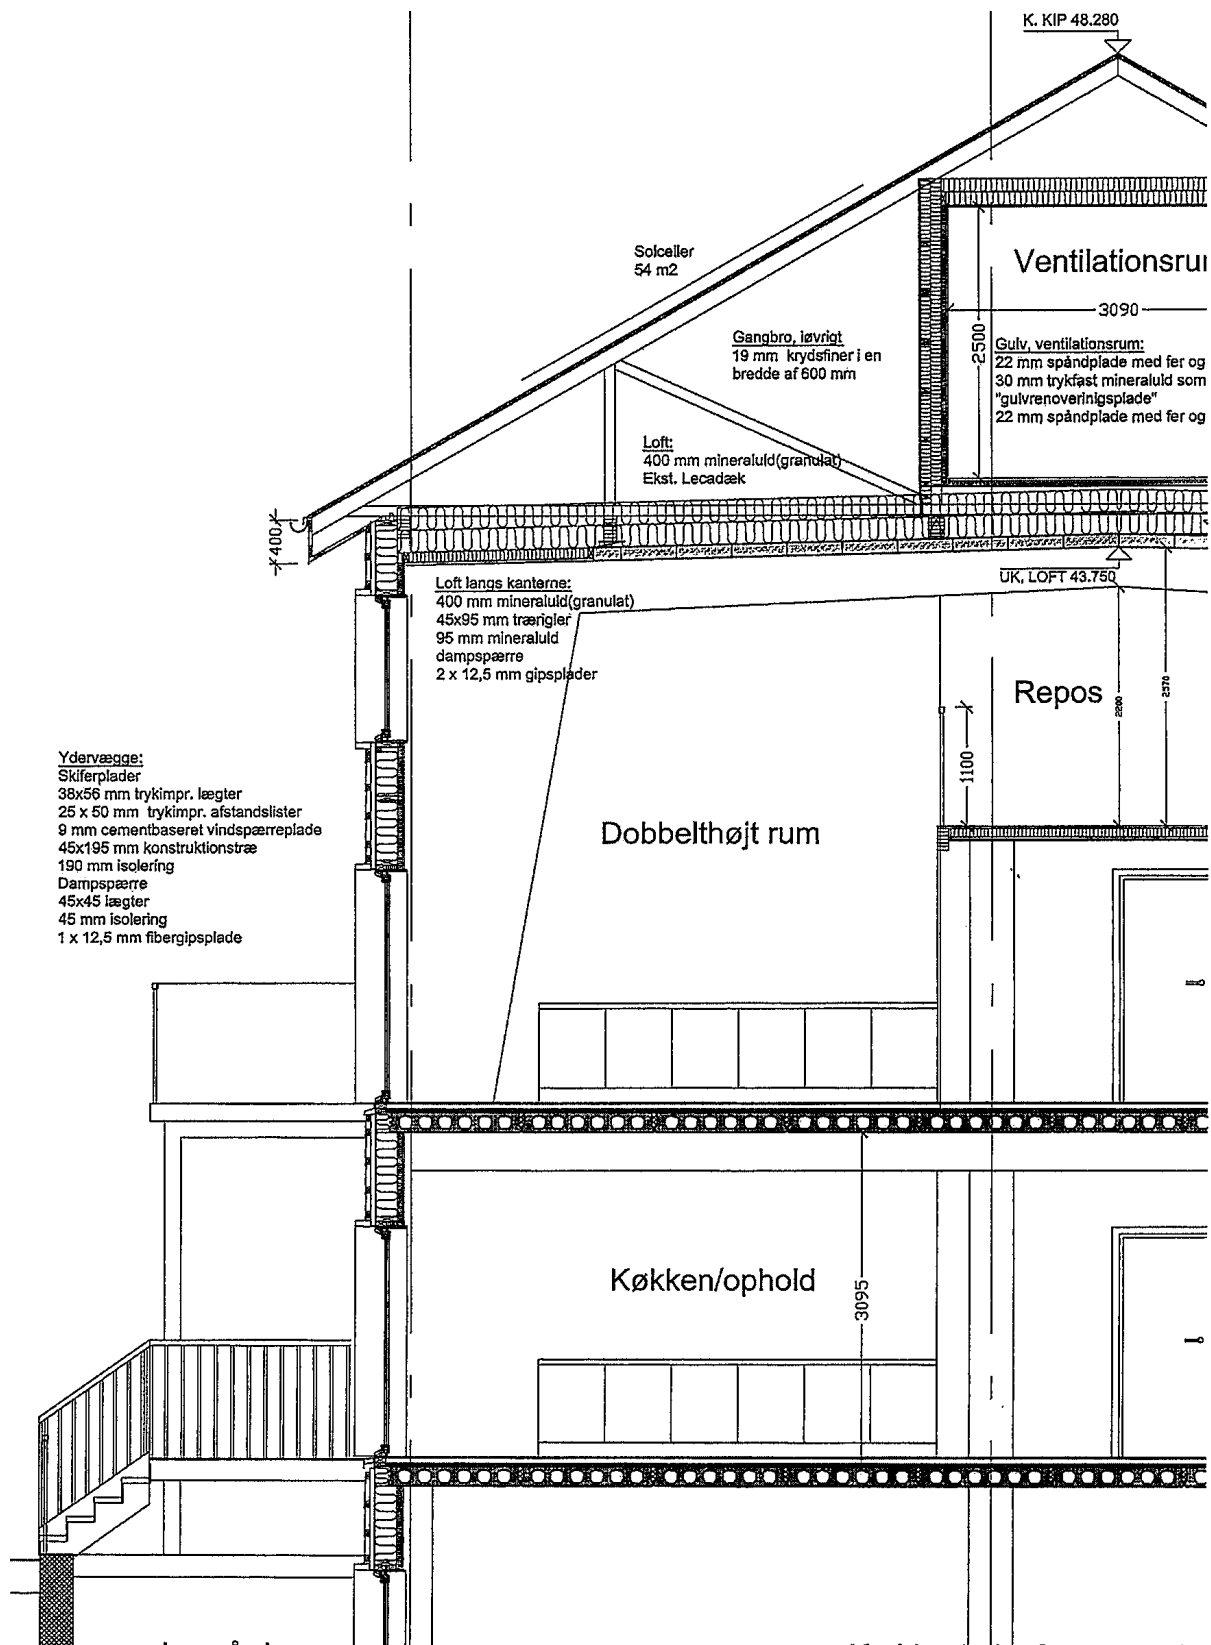 K. KIP 48.280
Solceller
54 m2
Ventilationsru
3090
2500
Gangbro, iøvrigt
19 mm krydsfiner i en
bredde af 600 mm
Gulv, ventilationsrum:
22 mm spåndplade med fer og
30 mm trykfast mineraluld som
"gulvrenoverinigsplade"
22 mm spåndplade med fer og
Loft:
400 mm mineraluld(granulat)
Ekst. Lecadæk
400
UK, LOFT 43.750
Loft langs kanterne:
400 mm mineraluld(granulat)
45x95 mm trærigler
95 mm mineraluld
dampspærre
2 x 12,5 mm gipsplader
Repos
2200
2570
1100
Ydervægge:
Skiferplader
38x56 mm trykimpr. lægter
25 x 50 mm trykimpr. afstandslister
9 mm cementbaseret vindspærreplade
45x195 mm konstruktionstræ
190 mm isolering
Dampspærre
45x45 lægter
45 mm isolering
1 x 12,5 mm fibergipsplade
Dobbelthøjt rum
Køkken/ophold
3095